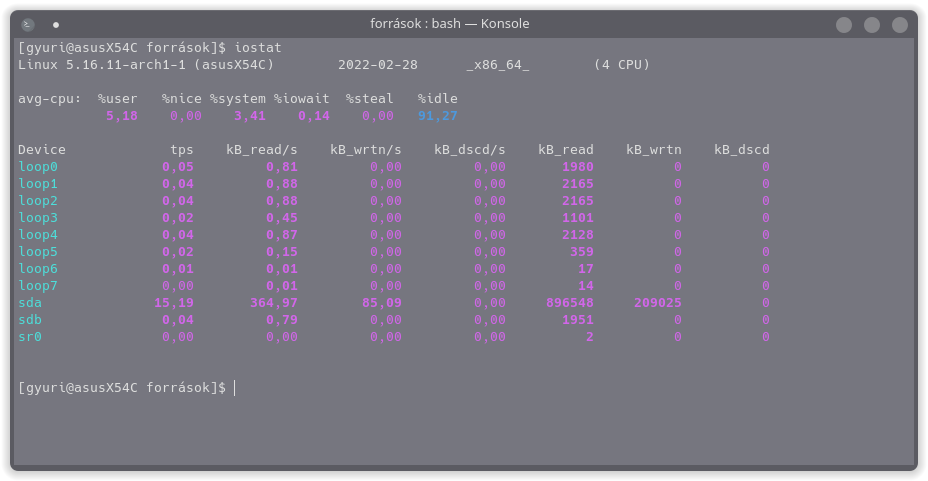 források : bash — Konsole
[gyuri@asusX54C források]$ iostat
Linux 5.16.11-arch1-1 (asusX54C)        2022-02-28      _x86_64_        (4 CPU)
avg-cpu:  %user   %nice %system %iowait  %steal   %idle
           5,18    0,00    3,41    0,14    0,00   91,27
Device             tps    kB_read/s    kB_wrtn/s    kB_dscd/s    kB_read    kB_wrtn    kB_dscd
loop0             0,05         0,81         0,00         0,00       1980          0          0
loop1             0,04         0,88         0,00         0,00       2165          0          0
loop2             0,04         0,88         0,00         0,00       2165          0          0
loop3             0,02         0,45         0,00         0,00       1101          0          0
loop4             0,04         0,87         0,00         0,00       2128          0          0
loop5             0,02         0,15         0,00         0,00        359          0          0
loop6             0,01         0,01         0,00         0,00         17          0          0
loop7             0,00         0,01         0,00         0,00         14          0          0
sda              15,19       364,97        85,09         0,00     896548     209025          0
sdb               0,04         0,79         0,00         0,00       1951          0          0
sr0               0,00         0,00         0,00         0,00          2          0          0
[gyuri@asusX54C források]$